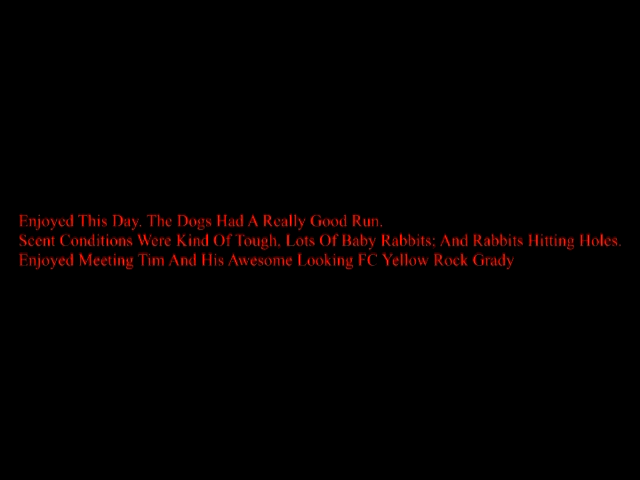 Enjoyed This Day. The Dogs Had A Really Good Run.
Scent Conditions Were Kind Of Tough. Lots Of Baby Rabbits; And Rabbits Hitting Holes.
Enjoyed Meeting Tim And His Awesome Looking FC Yellow Rock Grady